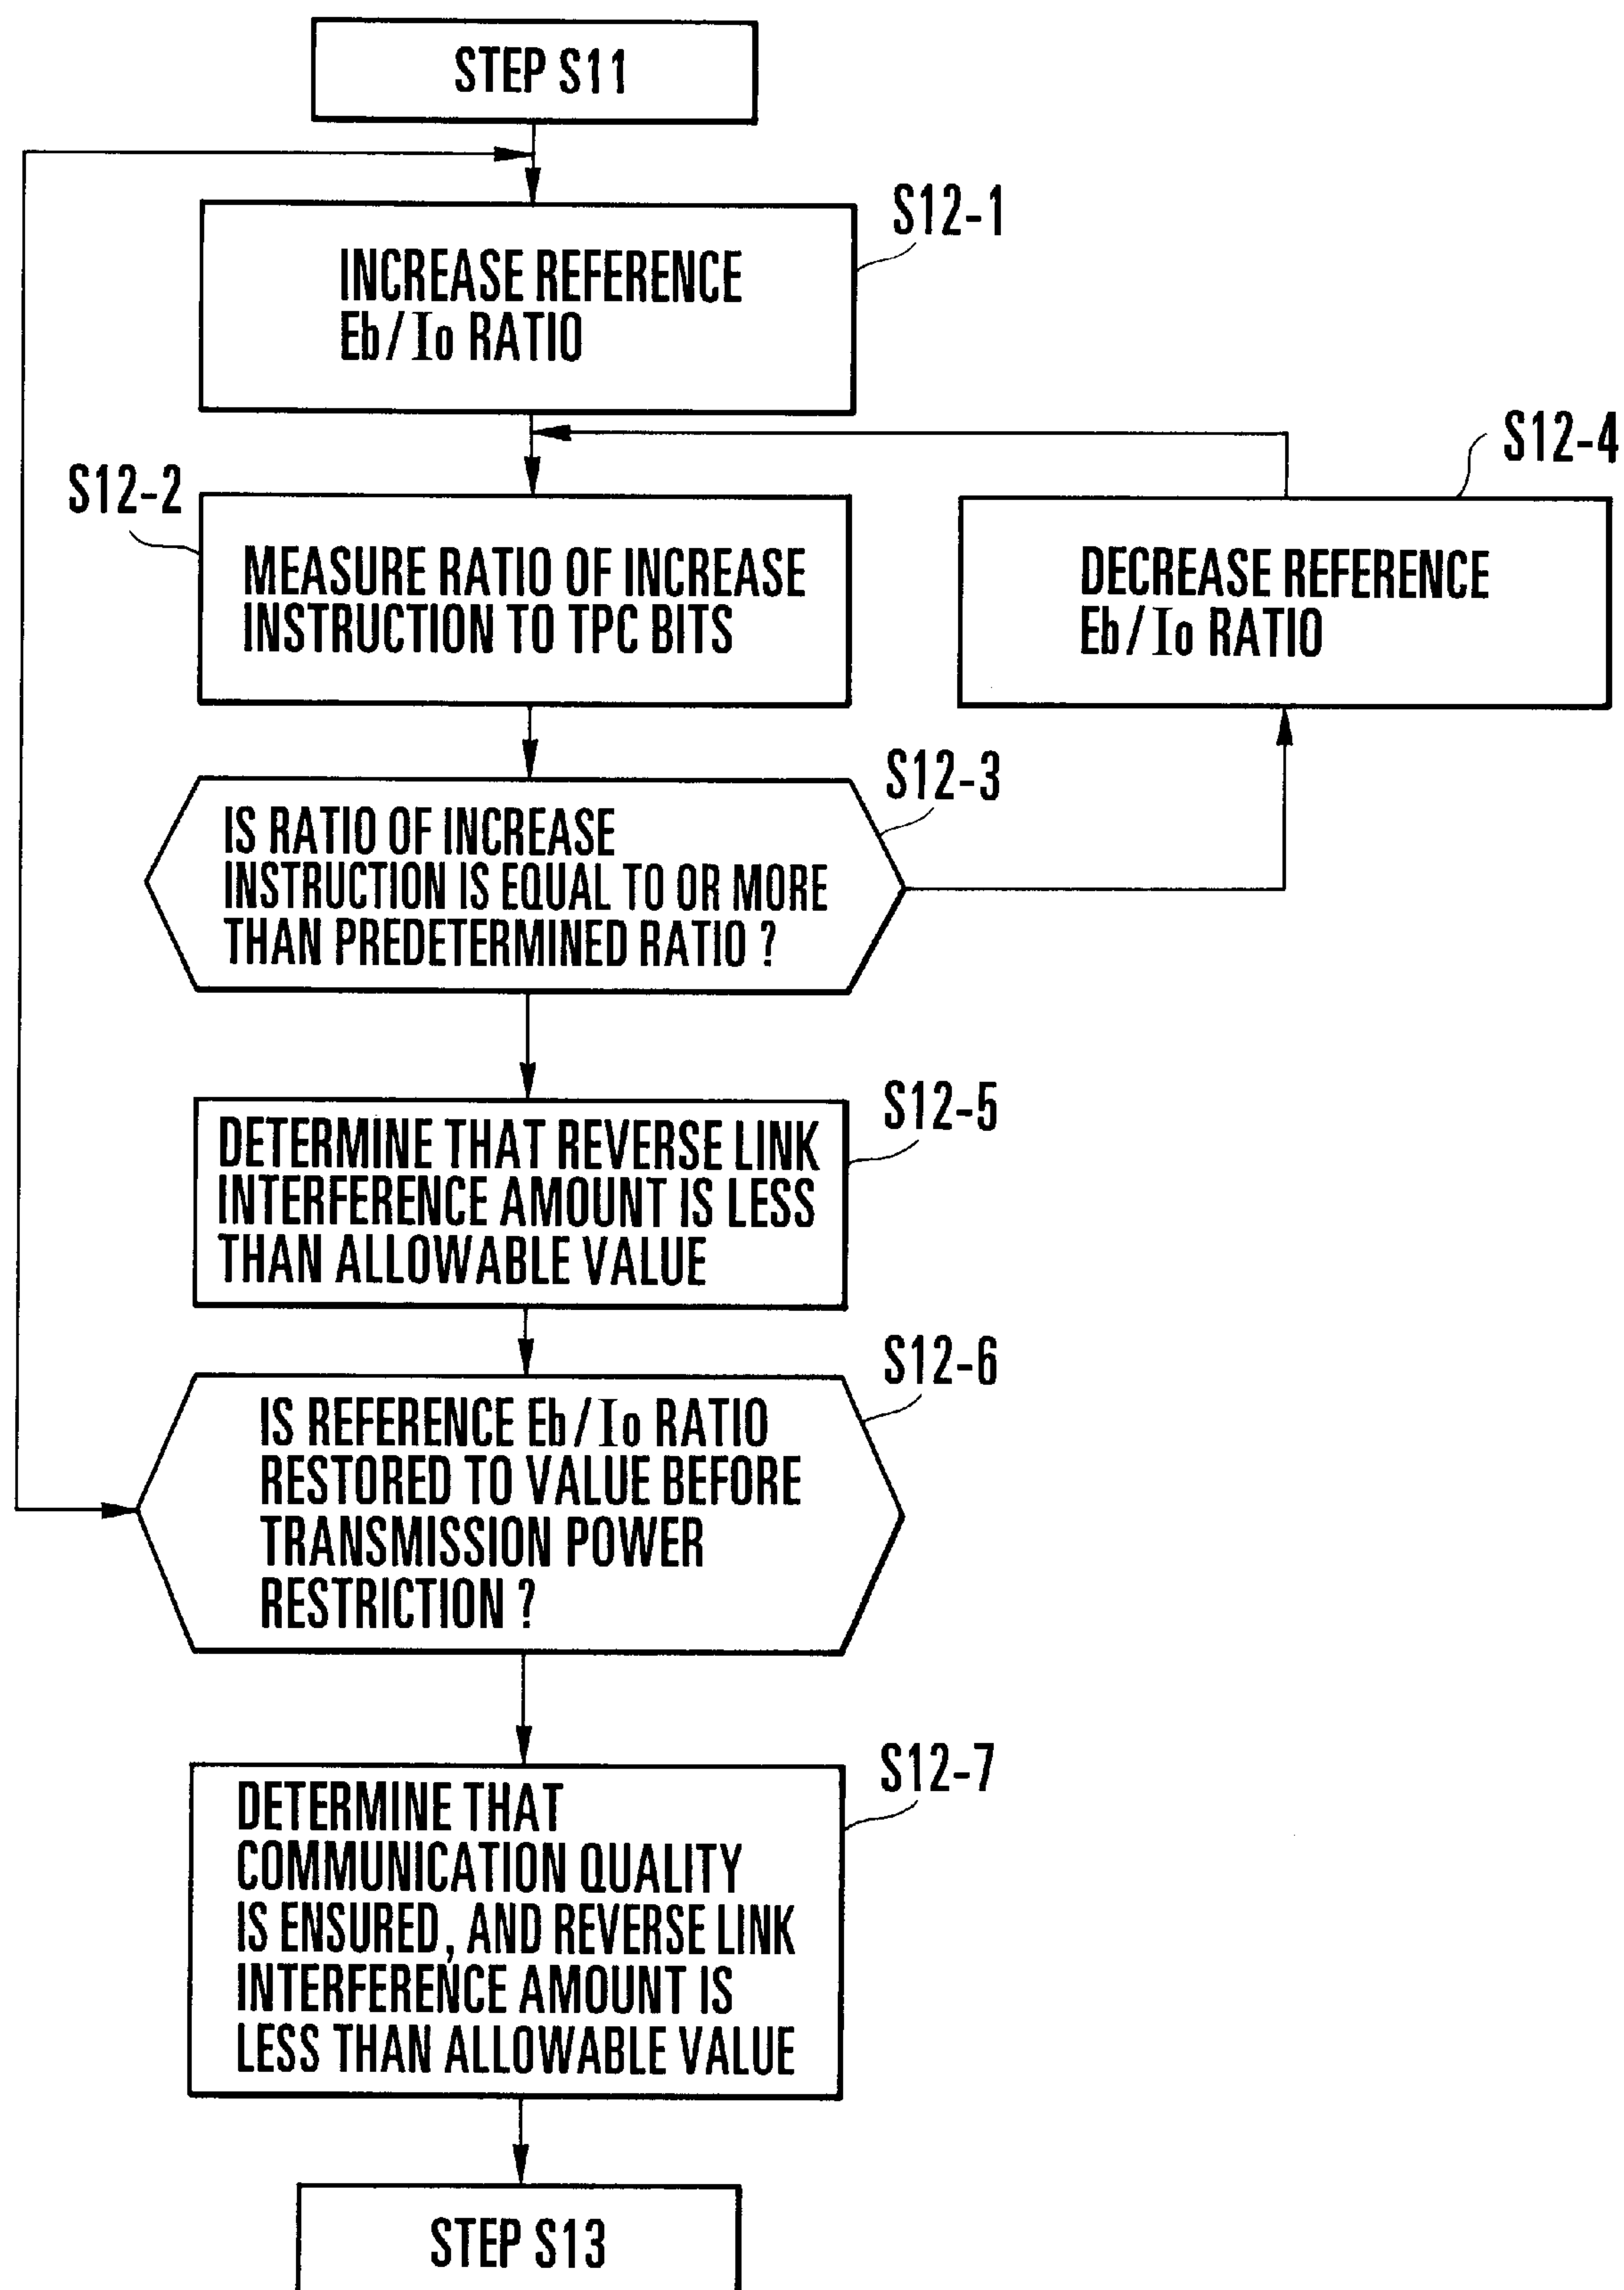 STEP S11
S12-1
INCREASE REFERENCE
Eb/Io RATIO
S12-4
S12-2
MEASURE RATIO OF INCREASE
INSTRUCTION TO TPC BITS
DECREASE REFERENCE
Eb/Io RATIO
S12-3
IS RATIO OF INCREASE
INSTRUCTION IS EQUAL TO OR MORE
THAN PREDETERMINED RATIO ?
S12-5
DETERMINE THAT REVERSE LINK
INTERFERENCE AMOUNT IS LESS
THAN ALLOWABLE VALUE
S12-6
IS REFERENCE Eb/Io RATIO
RESTORED TO VALUE BEFORE
TRANSMISSION POWER
RESTRICTION ?
S12-7
DETERMINE THAT
COMMUNICATION QUALITY
IS ENSURED, AND REVERSE LINK
INTERFERENCE AMOUNT IS
LESS THAN ALLOWABLE VALUE
STEP S13